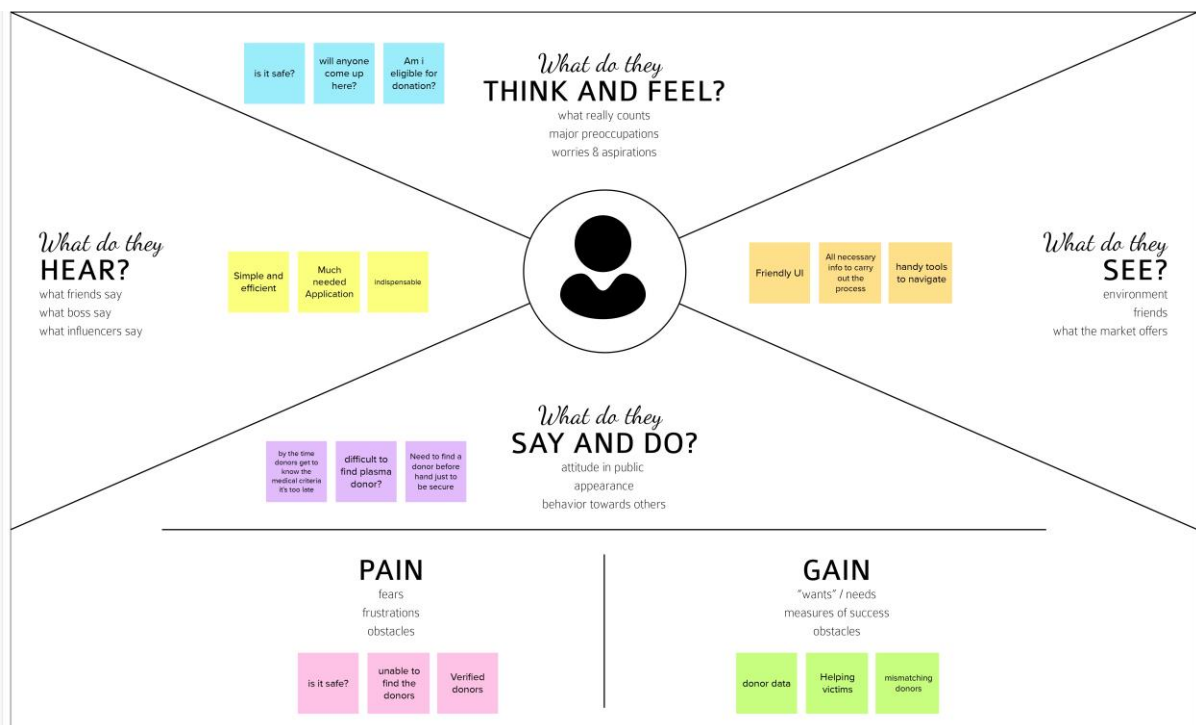 is it safe?
will anyone
come up
here?
Am i
eligible for
donation?
What do they
THINK AND FEEL?
what really counts
major preoccupations
worries & aspirations
What do they
HEAR?
what friends say
what boss say
what influencers say
Simple and
efficient
Much
needed
Application
indispensable
Friendly UI
All necessary
info to carry
out the
process
handy tools
to navigate
What do they
SEE?
environment
friends
what the market offers
What do they
SAY AND DO?
attitude in public
appearance
behavior towards others
by the time
donors get to
know the
medical criteria
it's too late
difficult to
find plasma
donor?
Need to find a
donor before
hand just to
be secure
PAIN
fears
frustrations
obstacles
is it safe?
unable to
find the
donors
Verified
donors
GAIN
"wants" / needs
measures of success
obstacles
donor data
Helping
victims
mismatching
donors